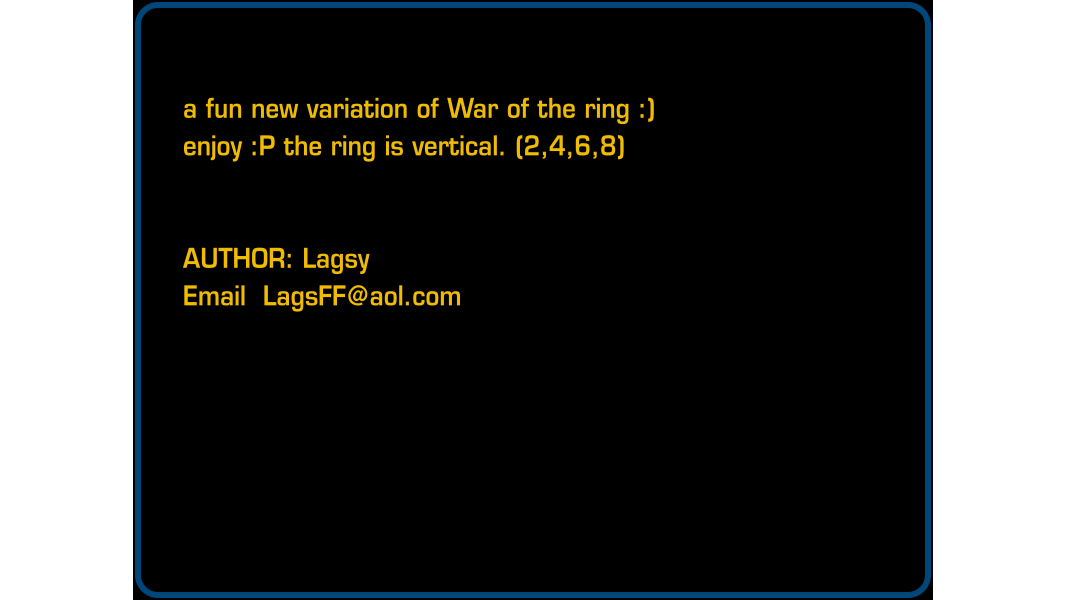 a fun new variation of War of the ring :)
enjoy :P the ring is vertical. (2,4,6,8)
AUTHOR: Lagsy
Email  LagsFF@aol.com